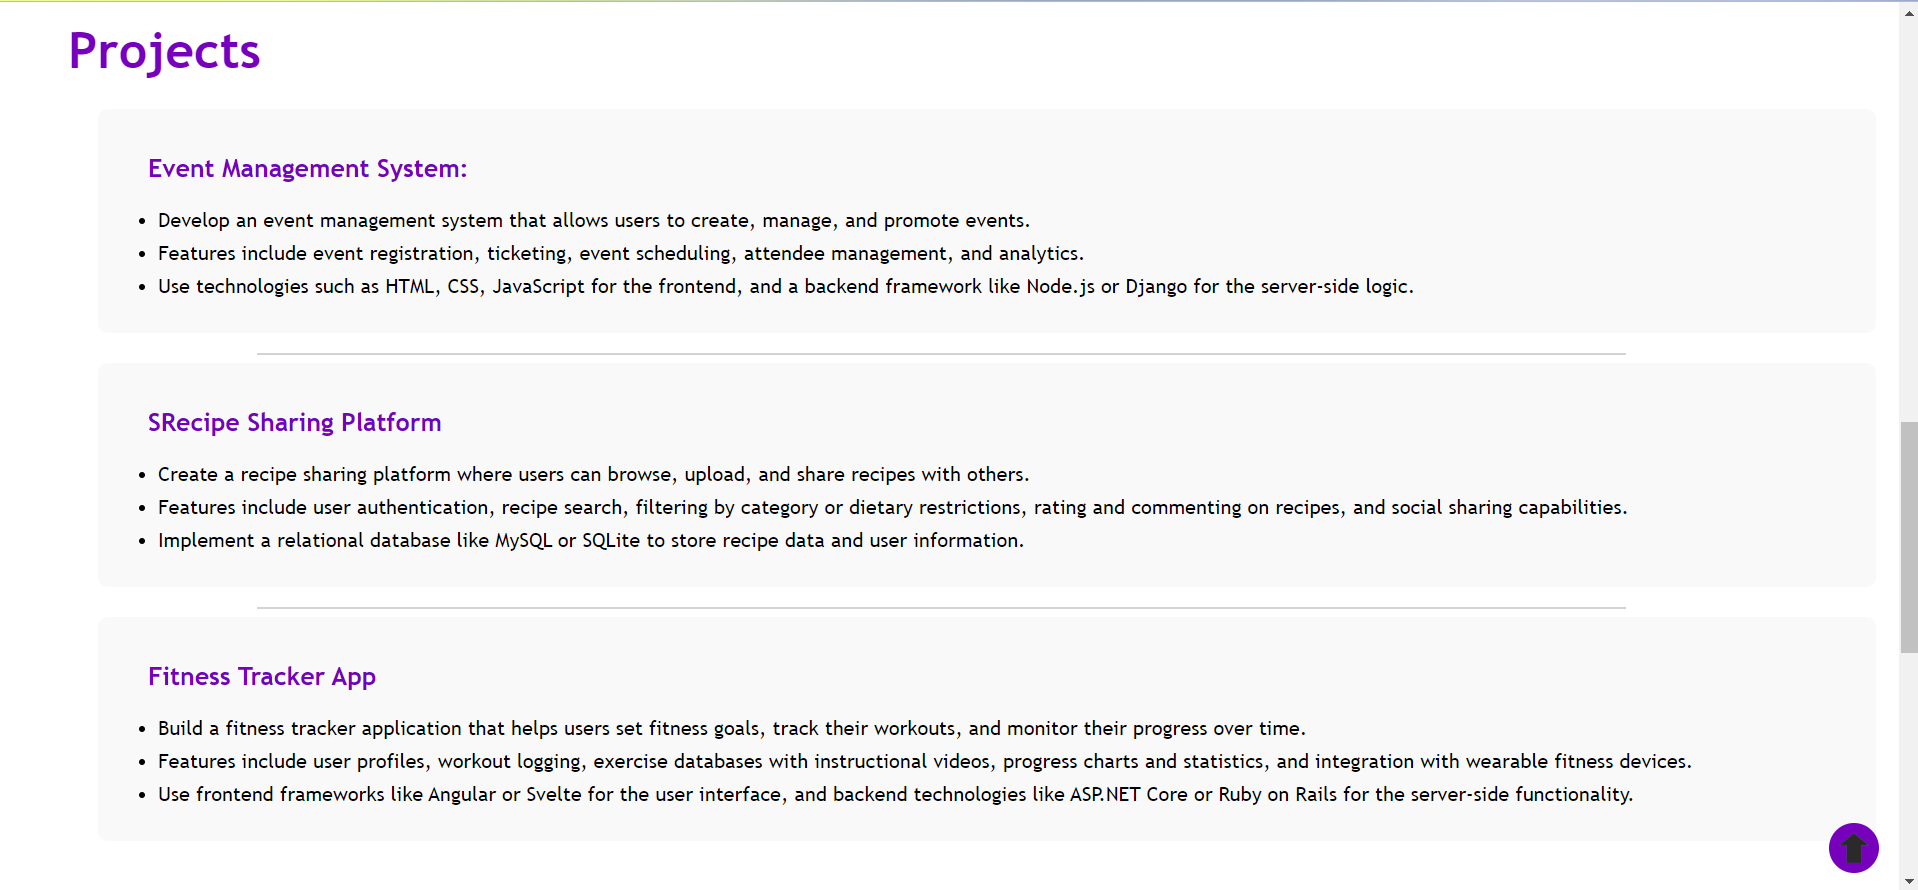 Projects
Event Management System:
• Develop an event management system that allows users to create, manage, and promote events.
• Features include event registration, ticketing, event scheduling, attendee management, and analytics.
• Use technologies such as HTML, CSS, JavaScript for the frontend, and a backend framework like Node.js or Django for the server-side logic.
SRecipe Sharing Platform
• Create a recipe sharing platform where users can browse, upload, and share recipes with others.
• Features include user authentication, recipe search, filtering by category or dietary restrictions, rating and commenting on recipes, and social sharing capabilities.
• Implement a relational database like MySQL or SQLite to store recipe data and user information.
Fitness Tracker App
• Build a fitness tracker application that helps users set fitness goals, track their workouts, and monitor their progress over time.
• Features include user profiles, workout logging, exercise databases with instructional videos, progress charts and statistics, and integration with wearable fitness devices.
• Use frontend frameworks like Angular or Svelte for the user interface, and backend technologies like ASP.NET Core or Ruby on Rails for the server-side functionality.